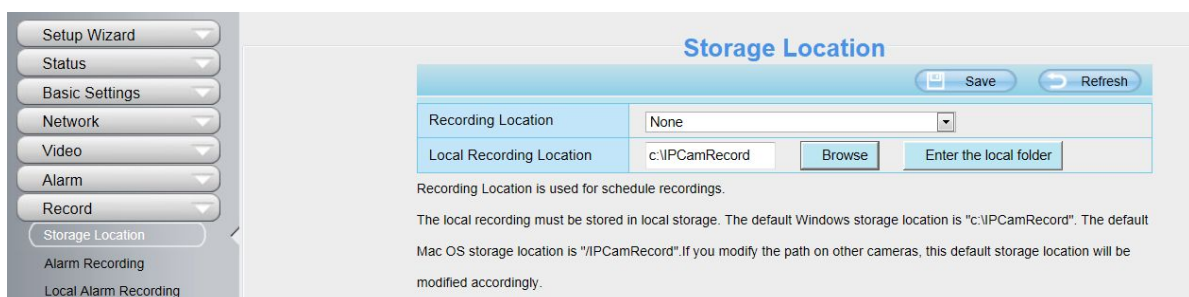 Setup Wizard
Status
Basic Settings
Network
Video
Alarm
Record
Storage Location
Alarm Recording
Local Alarm Recording
Storage Location
Save Refresh
Recording Location None
Local Recording Location c:\IPCamRecord Browse Enter the local folder
Recording Location is used for schedule recordings.
The local recording must be stored in local storage. The default Windows storage location is "c:\IPCamRecord". The default
Mac OS storage location is "/IPCamRecord".If you modify the path on other cameras, this default storage location will be
modified accordingly.